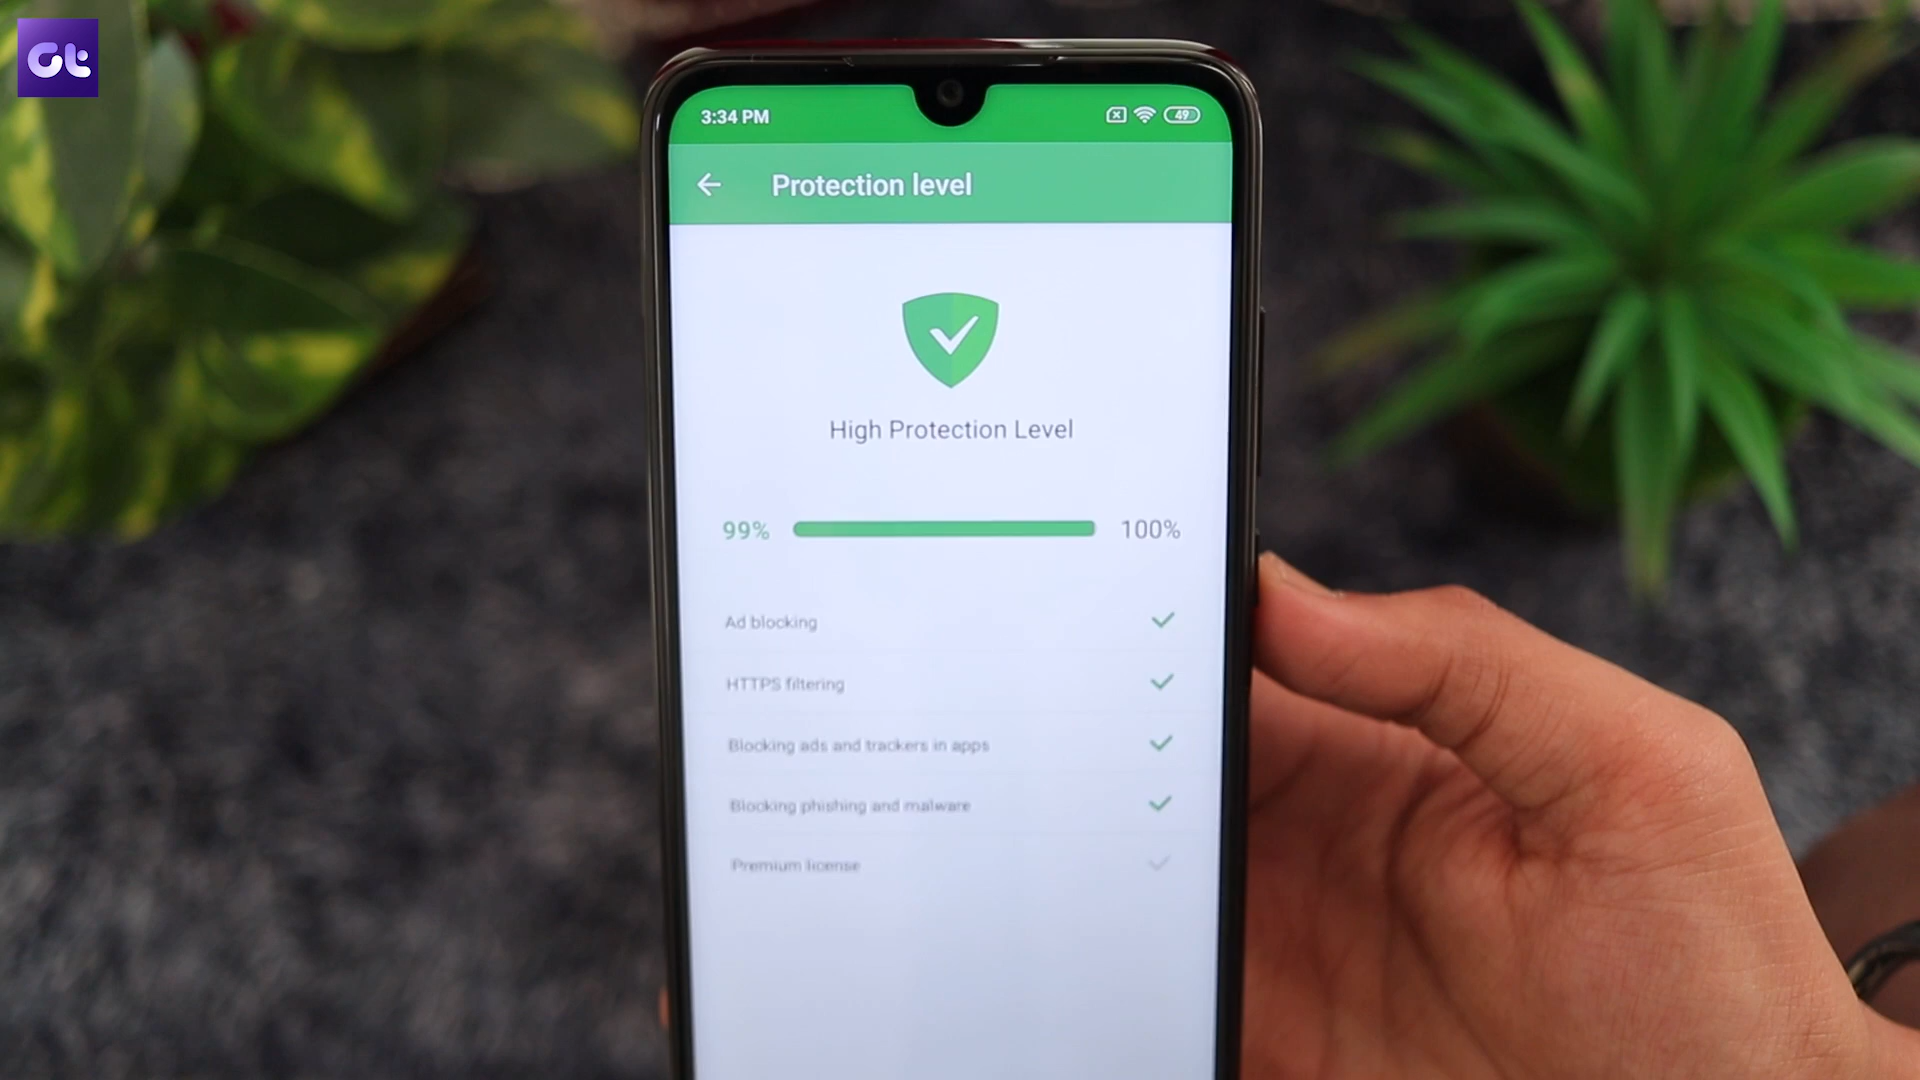 Gt
3:34 PM
49
Protection level
High Protection Level
99%
100%
Ad blocking
HTTPS filtering
Blocking ads and trackers in apps
Blocking phishing and malware
Premium license